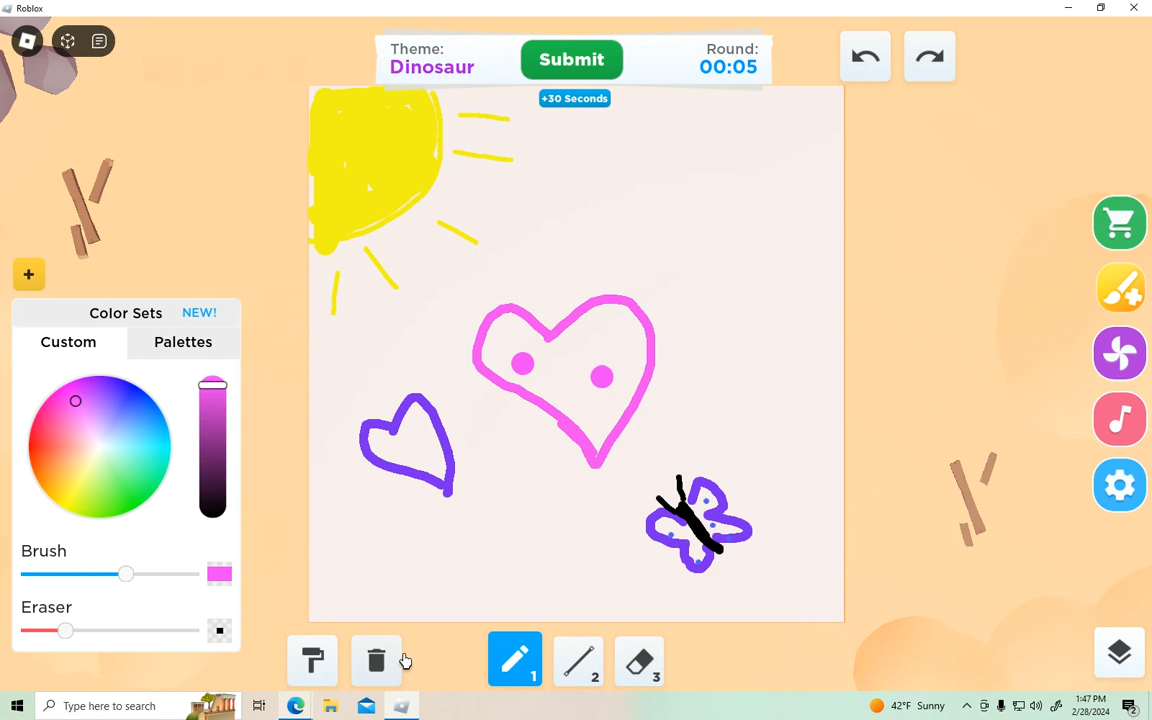 Roblox
Theme:
Dinosaur
Submit
Round:
00:05
+30 Seconds
+
Color Sets NEW!
Custom
Palettes
Brush
Eraser
1
2
3
Type here to search
42°F Sunny
1:47 PM
2/28/2024
2